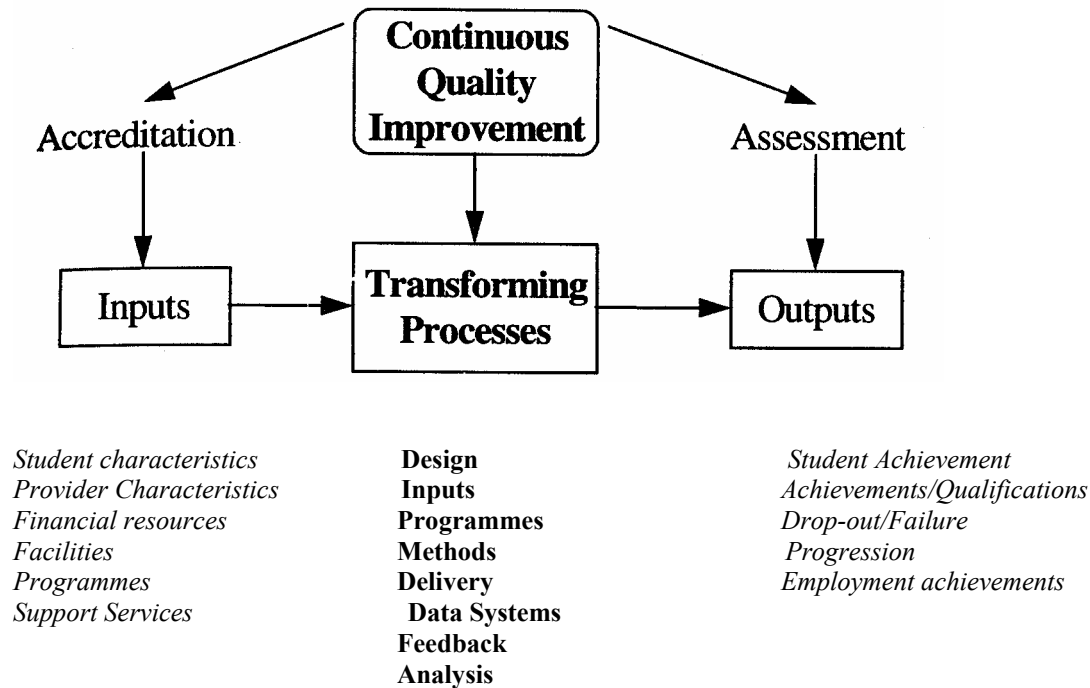 Continuous
Quality
Improvement
Accreditation
Assessment
Inputs
Transforming
Processes
Outputs
Student characteristics
Provider Characteristics
Financial resources
Facilities
Programmes
Support Services
Design
Inputs
Programmes
Methods
Delivery
Data Systems
Feedback
Analysis
Student Achievement
Achievements/Qualifications
Drop-out/Failure
Progression
Employment achievements